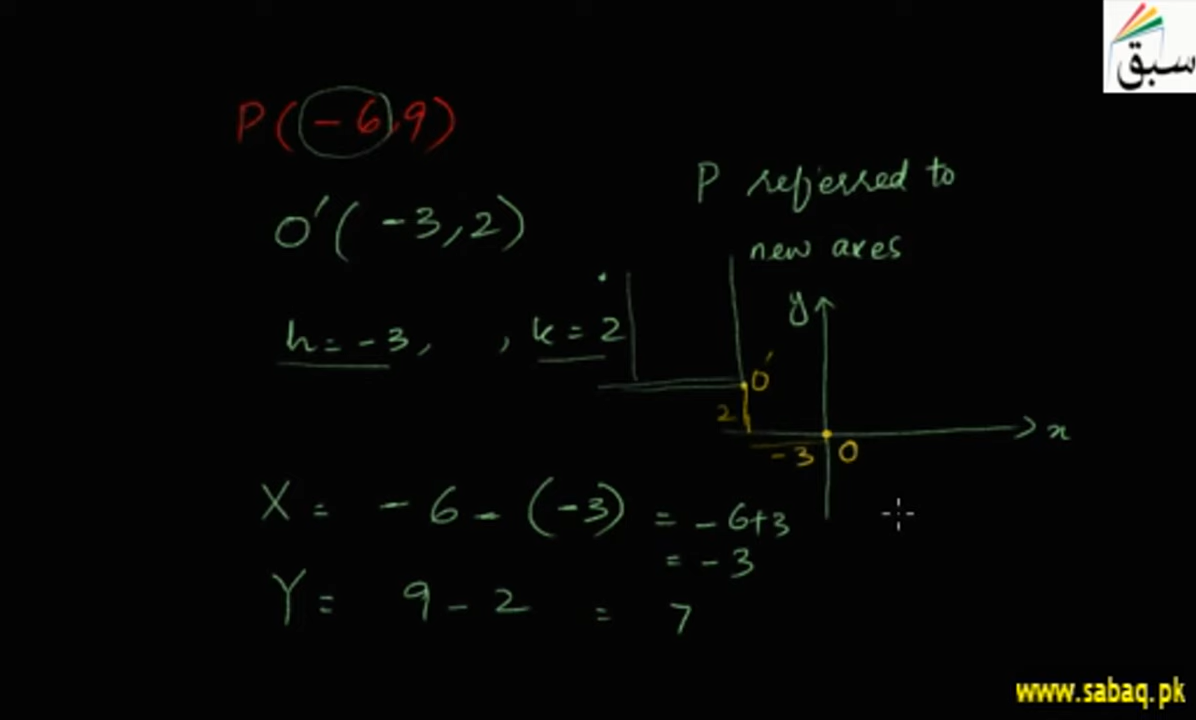 سبق
P(-6,9)
O'(-3,2)
P referred to
new axes
h=-3, , k=2
y
O'
2
x
-3 O
X = -6-(-3) = -6+3
= -3
Y = 9-2 = 7
www.sabaq.pk